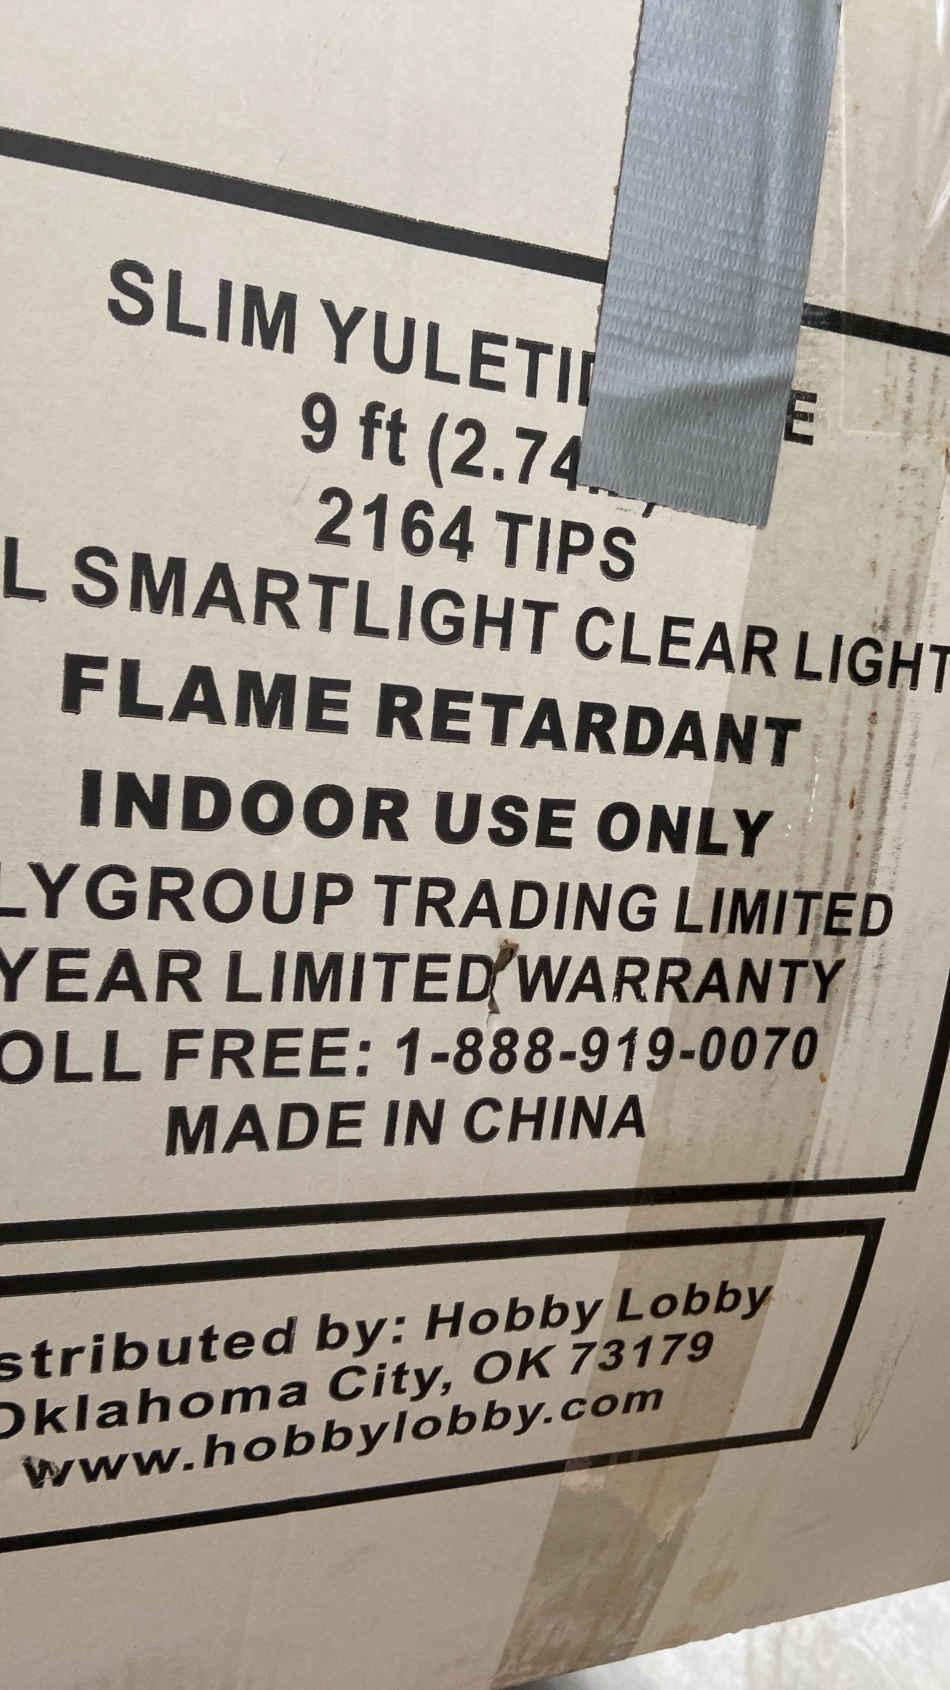 SLIM YULETI
9 ft (2.74
2164 TIPS
L SMARTLIGHT CLEAR LIGHT
FLAME RETARDANT
INDOOR USE ONLY
LYGROUP TRADING LIMITED
YEAR LIMITED WARRANTY
OLL FREE: 1-888-919-0070
MADE IN CHINA
stributed by: Hobby Lobby
Oklahoma City, OK 73179
www.hobbylobby.com